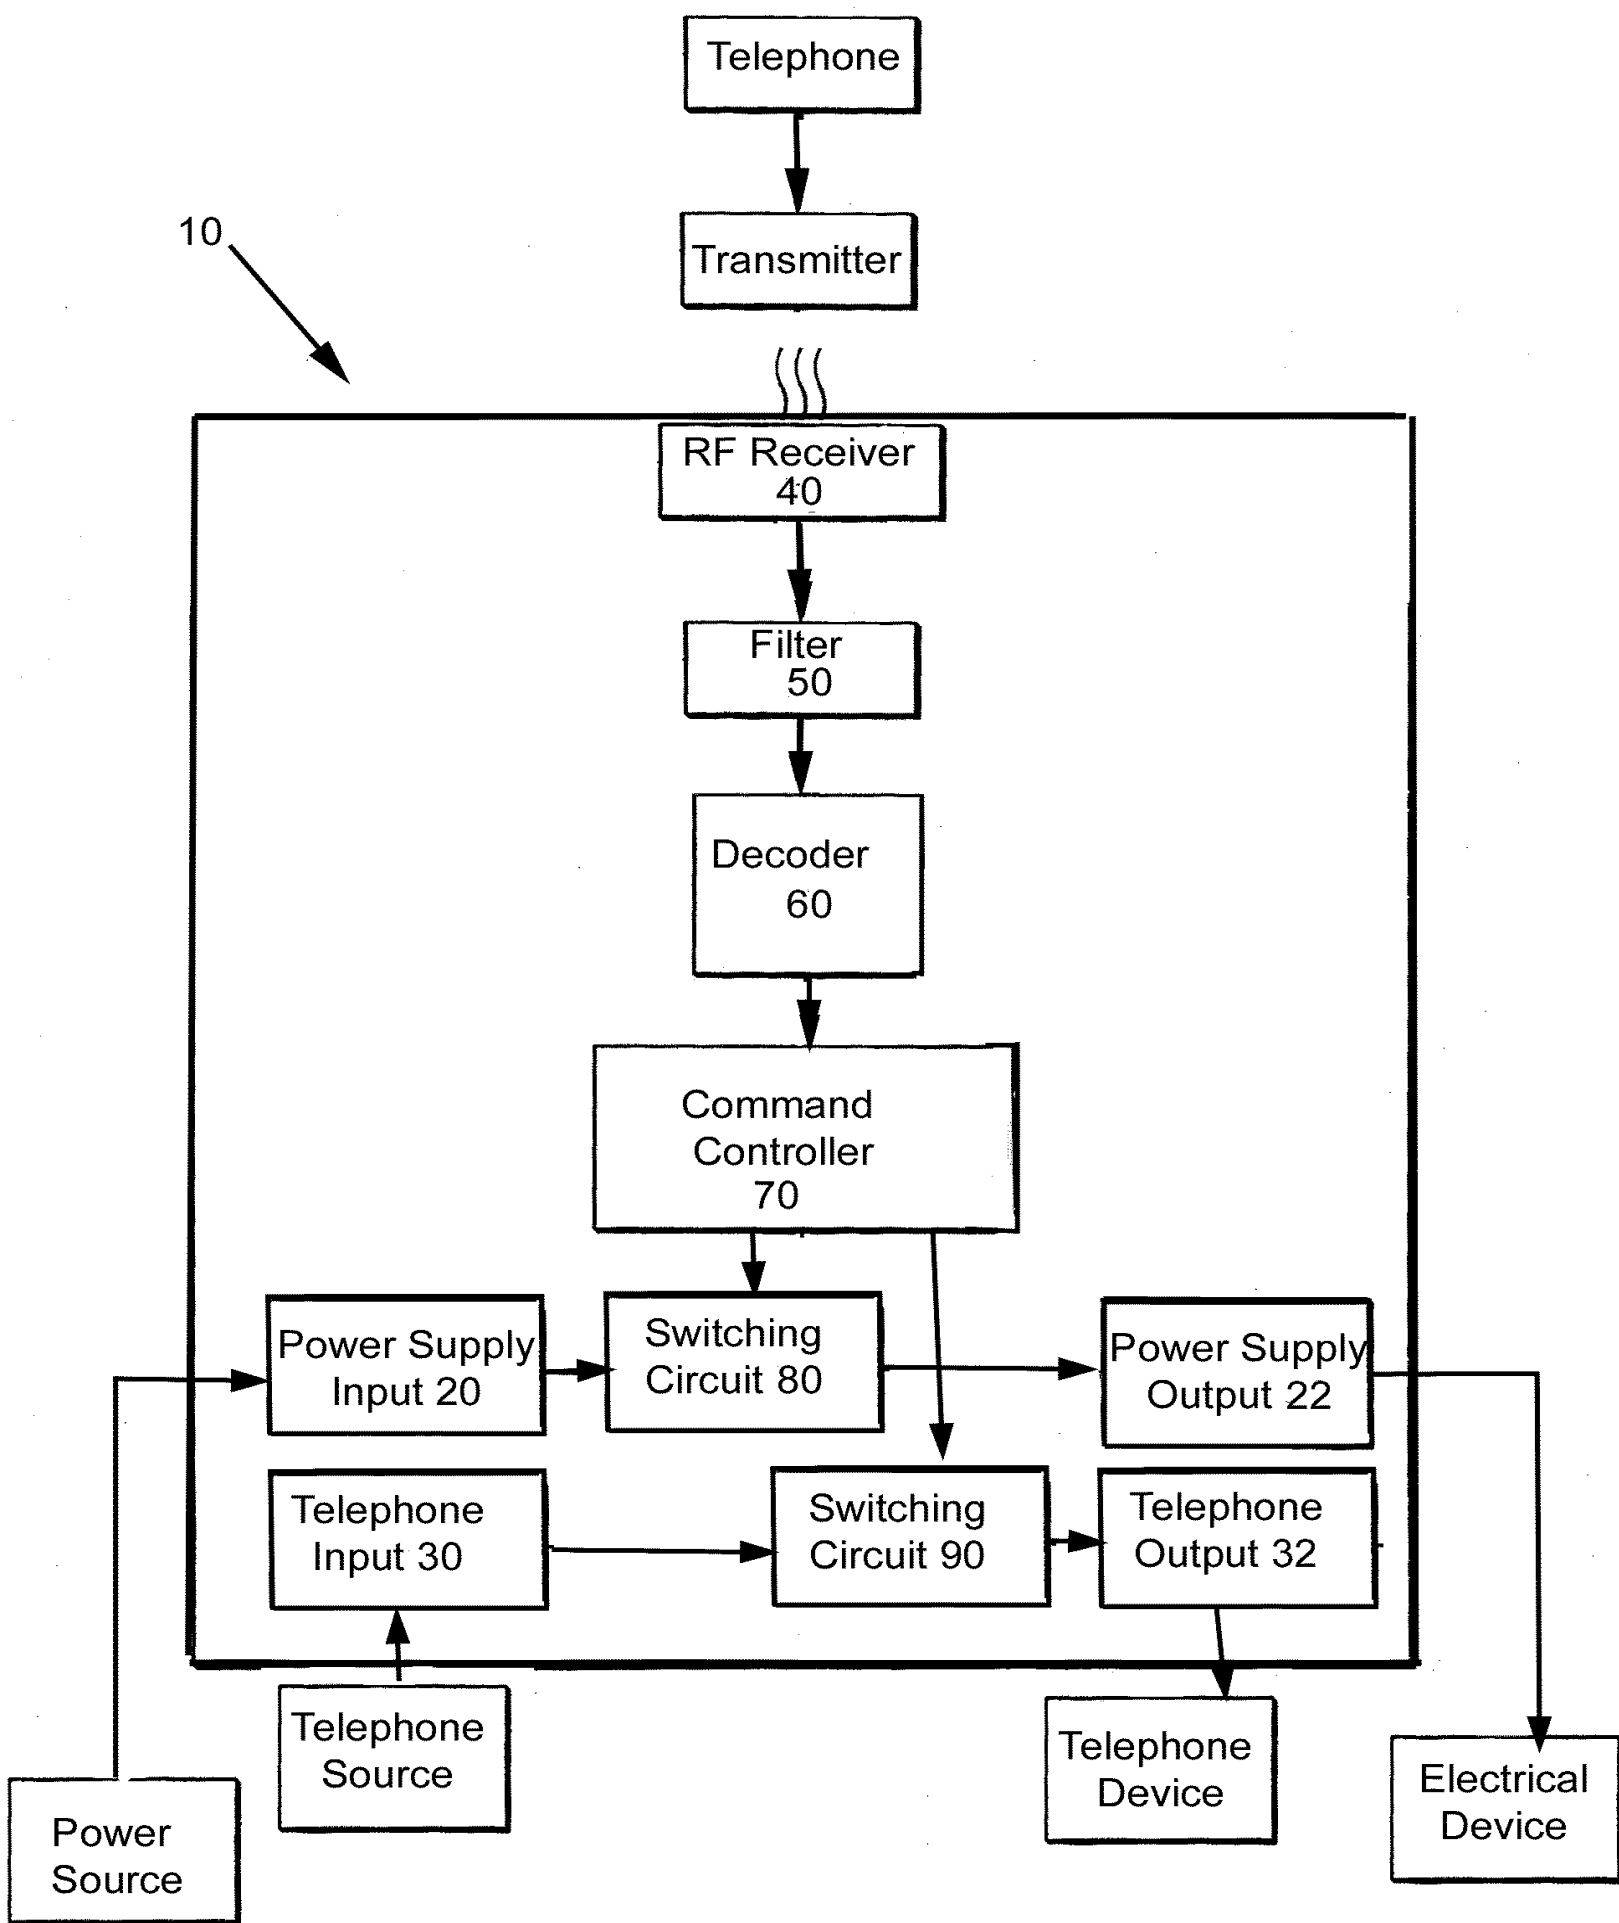 Telephone
10
Transmitter
RF Receiver
40
Filter
50
Decoder
60
Command
Controller
70
Power Supply
Input 20
Switching
Circuit 80
Power Supply
Output 22
Telephone
Input 30
Switching
Circuit 90
Telephone
Output 32
Telephone
Source
Telephone
Device
Electrical
Device
Power
Source